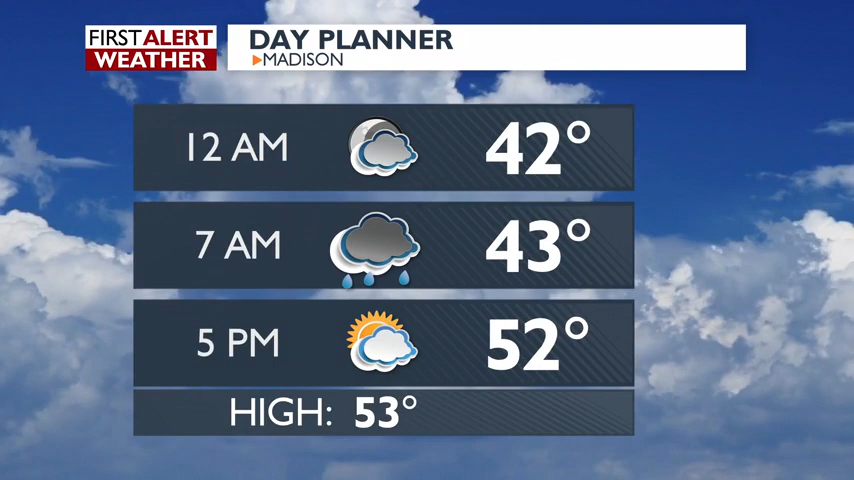 FIRST ALERT
WEATHER
DAY PLANNER
MADISON
12 AM 42°
7 AM 43°
5 PM 52°
HIGH: 53°